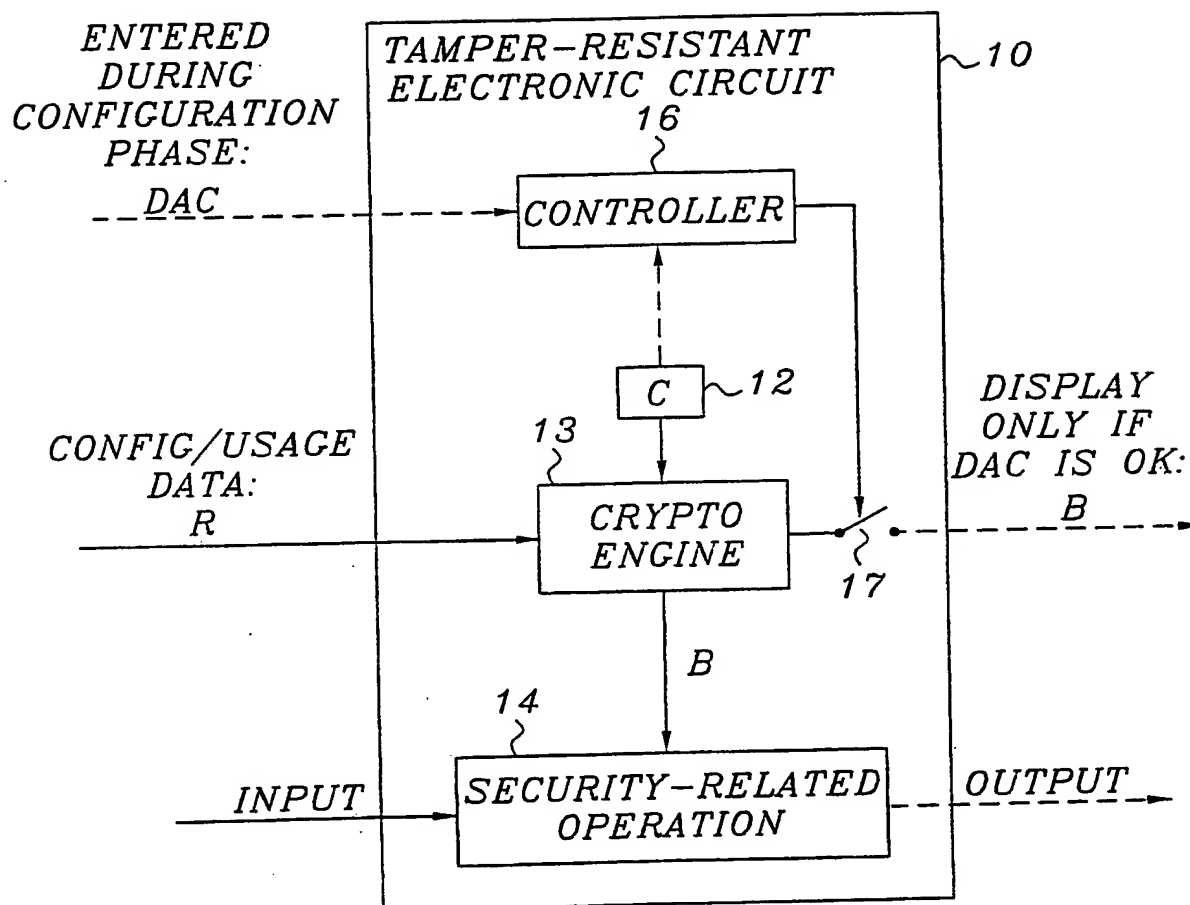 ENTERED
DURING
CONFIGURATION
PHASE:
DAC
TAMPER-RESISTANT
ELECTRONIC CIRCUIT
10
16
CONTROLLER
C
12
13
CONFIG/USAGE
DATA:
R
CRYPTO
ENGINE
17
DISPLAY
ONLY IF
DAC IS OK:
B
B
14
INPUT
SECURITY-RELATED
OPERATION
OUTPUT